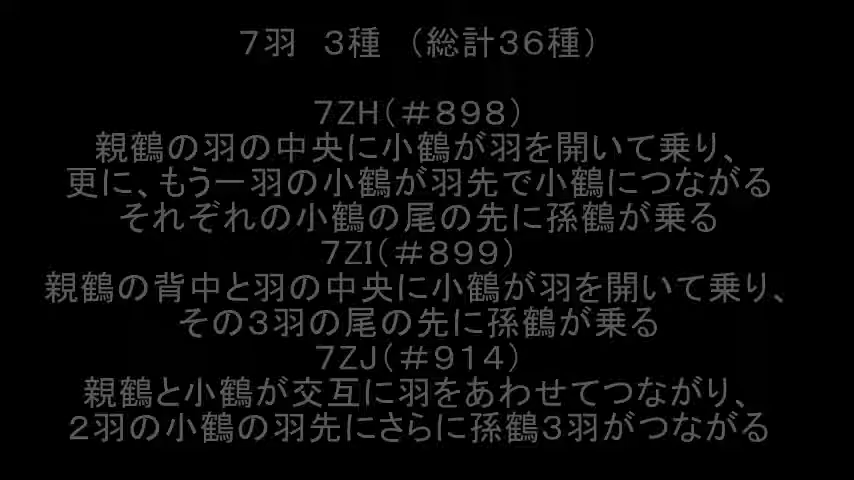 ７羽　３種　（総計３６種）
７ZH（＃８９８）
親鶴の羽の中央に小鶴が羽を開いて乗り、
更に、もう一羽の小鶴が羽先で小鶴につながる
それぞれの小鶴の尾の先に孫鶴が乗る
７ZI（＃８９９）
親鶴の背中と羽の中央に小鶴が羽を開いて乗り、
その３羽の尾の先に孫鶴が乗る
７ZJ（＃９１４）
親鶴と小鶴が交互に羽をあわせてつながり、
２羽の小鶴の羽先にさらに孫鶴３羽がつながる